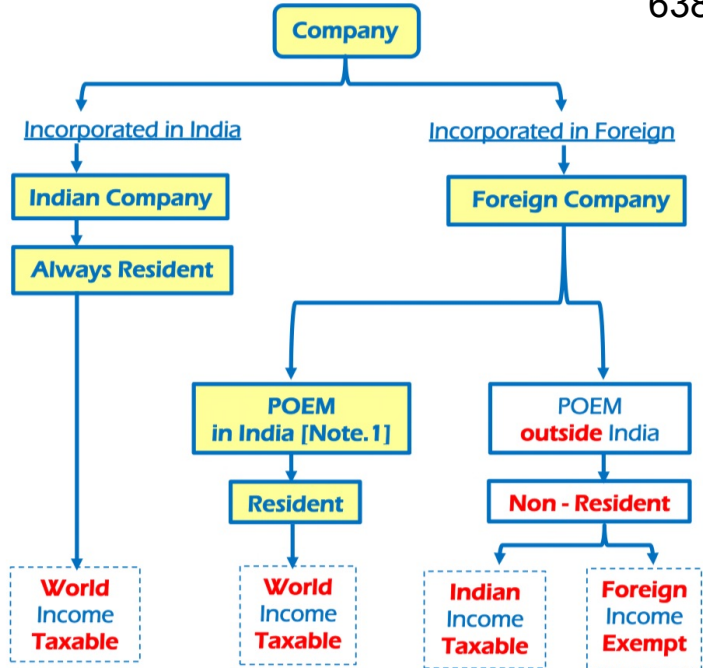 638
Company
Incorporated in India
Incorporated in Foreign
Indian Company
Foreign Company
Always Resident
POEM
in India [Note.1]
POEM
outside India
Resident
Non - Resident
World
Income
Taxable
World
Income
Taxable
Indian
Income
Taxable
Foreign
Income
Exempt